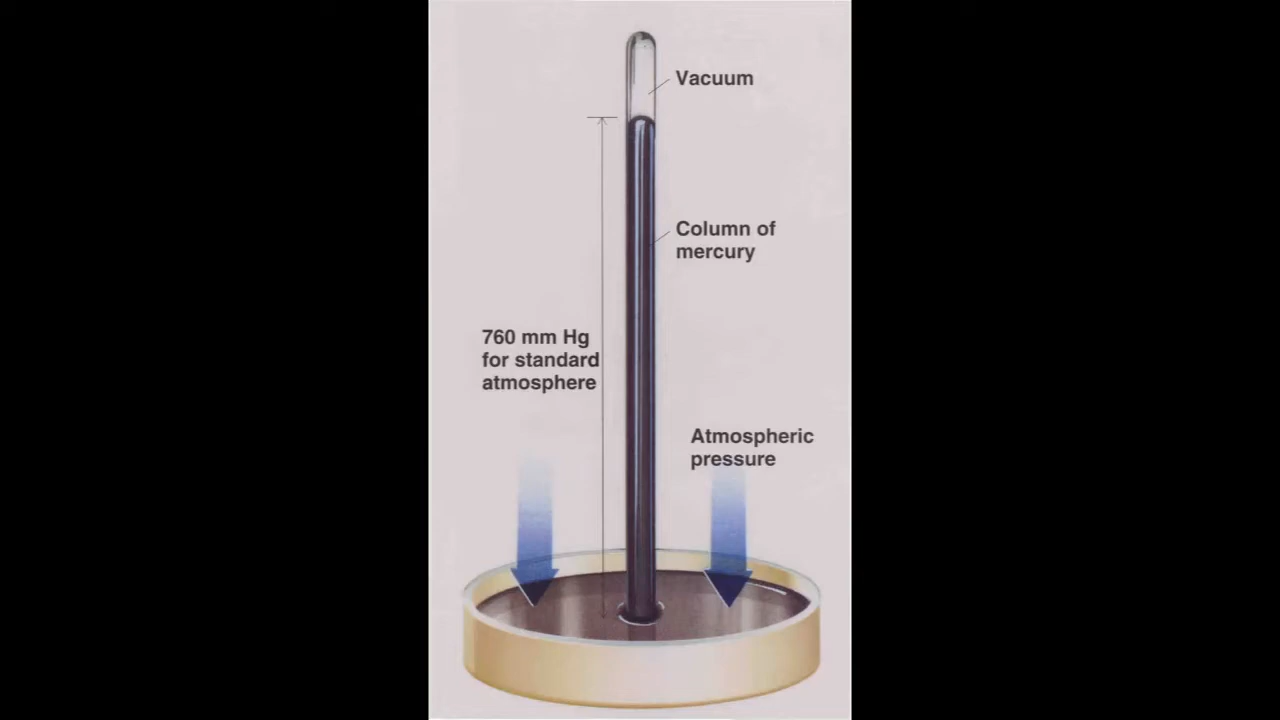 Vacuum
Column of
mercury
760 mm Hg
for standard
atmosphere
Atmospheric
pressure